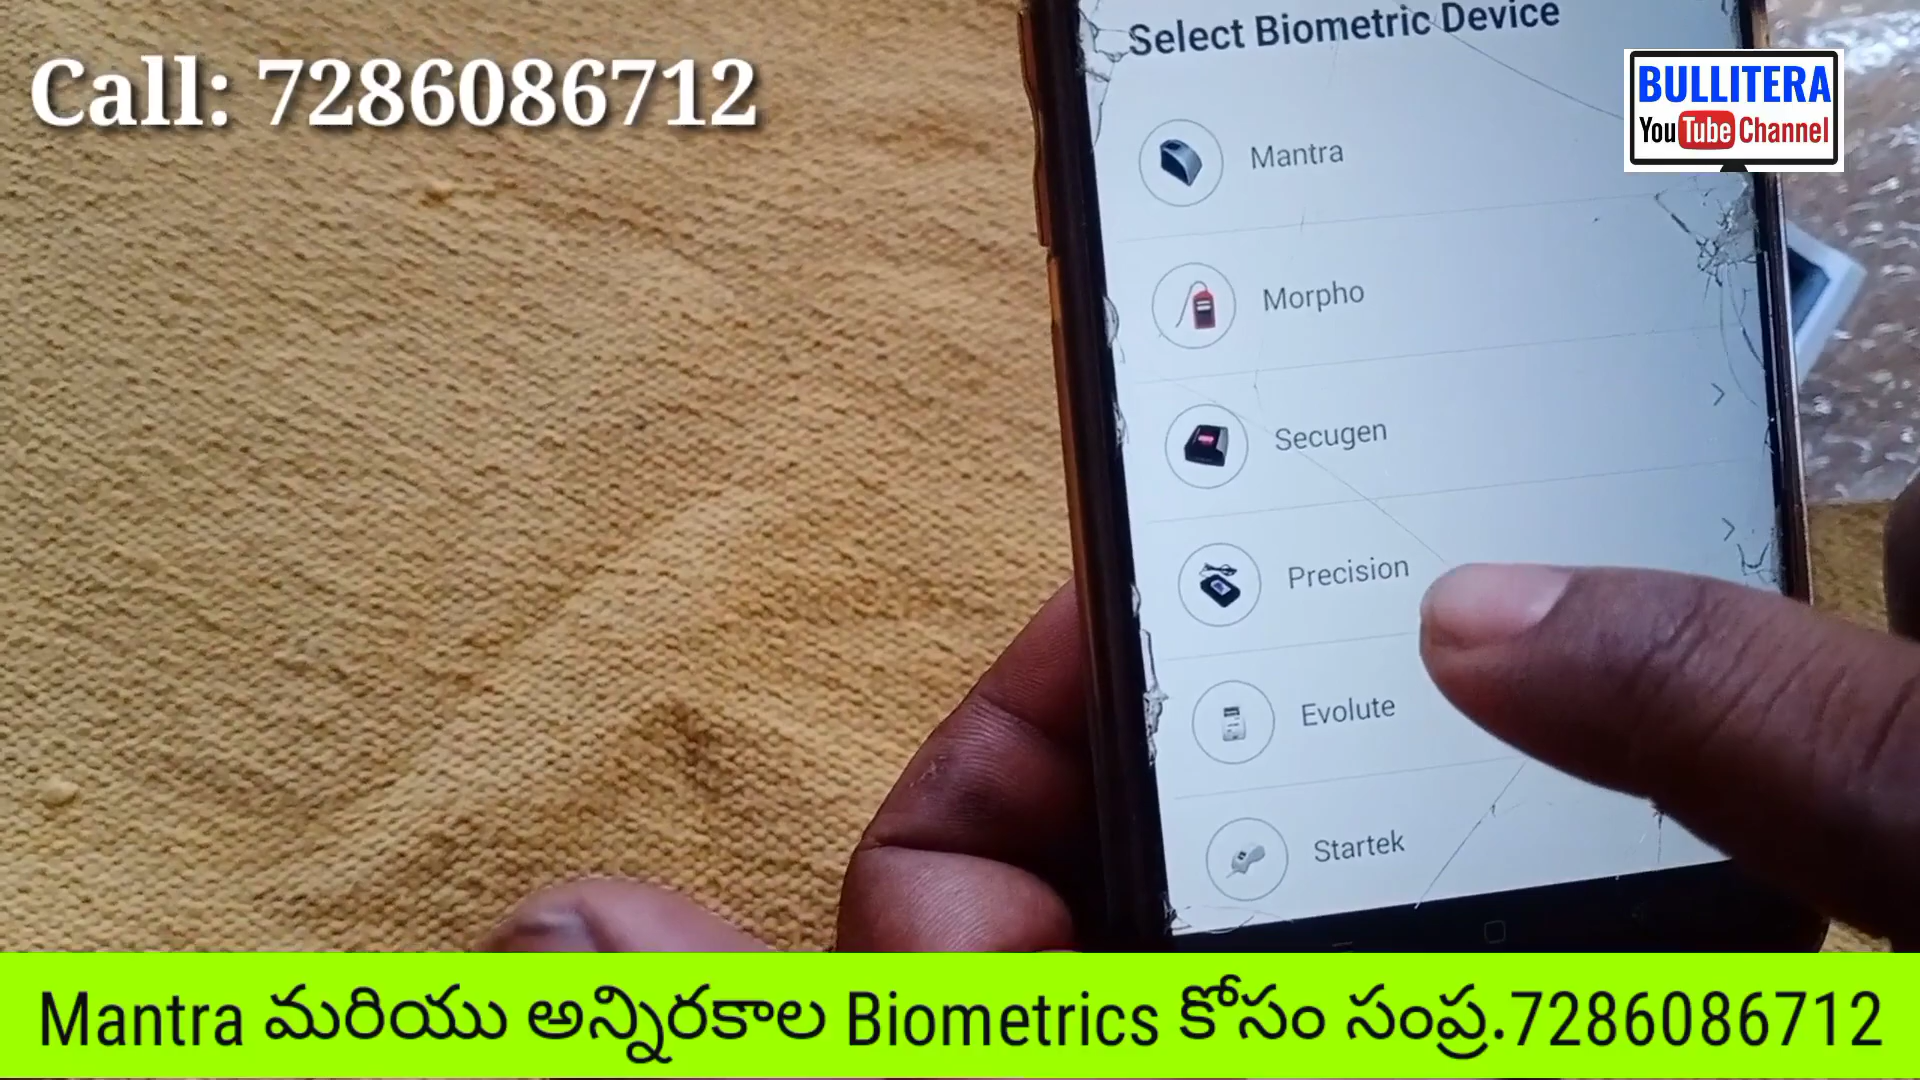 Call: 7286086712
Select Biometric Device
BULLITERA
YouTube Channel
Mantra
Morpho
Secugen
Precision
Evolute
Startek
Mantra మరియు అన్నిరకాల Biometrics కోసం సంప్ర.7286086712